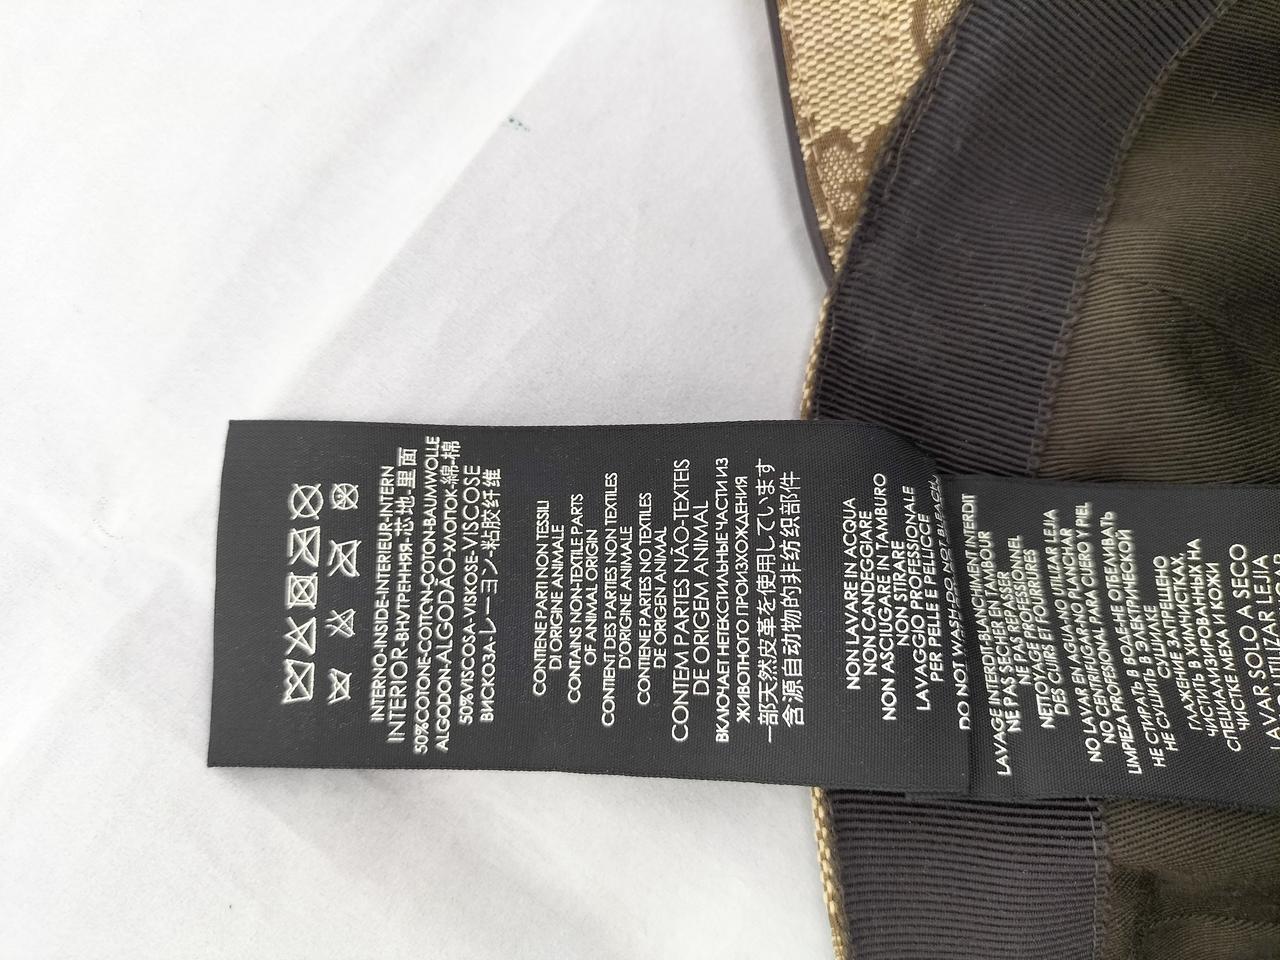 INTERNO-INSIDE-INTERIEUR-INTERN
INTERIOR-ВНУТРЕННЯЯ-芯地-里面
50%COTONE-COTTON-COTON-BAUMWOLLE
ALGODON-ALGODÃO-ХЛОПОК-綿-棉
50%VISCOSA-VISKOSE-VISCOSE
ВИСКОЗА-レーヨン-粘胶纤维
CONTIENE PARTI NON TESSILI
DI ORIGINE ANIMALE
CONTAINS NON-TEXTILE PARTS
OF ANIMAL ORIGIN
CONTIENT DES PARTIES NON TEXTILES
D'ORIGINE ANIMALE
CONTIENE PARTES NO TEXTILES
DE ORIGEN ANIMAL
CONTEM PARTES NÃO-TEXTEIS
DE ORIGEM ANIMAL
ВКЛЮЧАЕТ НЕТЕКСТИЛЬНЫЕ ЧАСТИ ИЗ
ЖИВОТНОГО ПРОИЗХОЖДЕНИЯ
一部天然皮革を使用しています
含源自动物的非纺织部件
NON LAVARE IN ACQUA
NON CANDEGGIARE
NON ASCIUGARE IN TAMBURO
NON STIRARE
LAVAGGIO PROFESSIONALE
PER PELLE E PELLICCE
DO NOT WASH-DO NOT BLEACH
LAVAGE INTERDIT-BLANCHIMENT INTERDIT
NE PAS SECHER EN TAMBOUR
NE PAS REPASSER
NE PROFESSIONNEL
NETTOYAGE ET FOURRURES
DES CUIRS
NO LAVAR EN AGUA-NO UTILIZAR LEJIA
NO PLANCHAR
NO PROFESIONAL PARA CUERO Y PIEL
LIMPIEZA
НЕ СТИРАТЬ В ВОДЕ-НЕ ОТБЕЛИВАТЬ
НЕ СУШИТЬ В ЭЛЕКТРИЧЕСКОЙ
СУШИЛКЕ
ГЛАЖЕНИЕ ЗАПРЕЩЕНО
ЧИСТИТЬ В ХИМЧИСТКАХ,
СПЕЦИАЛИЗИРОВАННЫХ НА
ЧИСТКЕ МЕХА И КОЖИ
LAVAR SOLO A SECO
UTILIZAR LEJIA